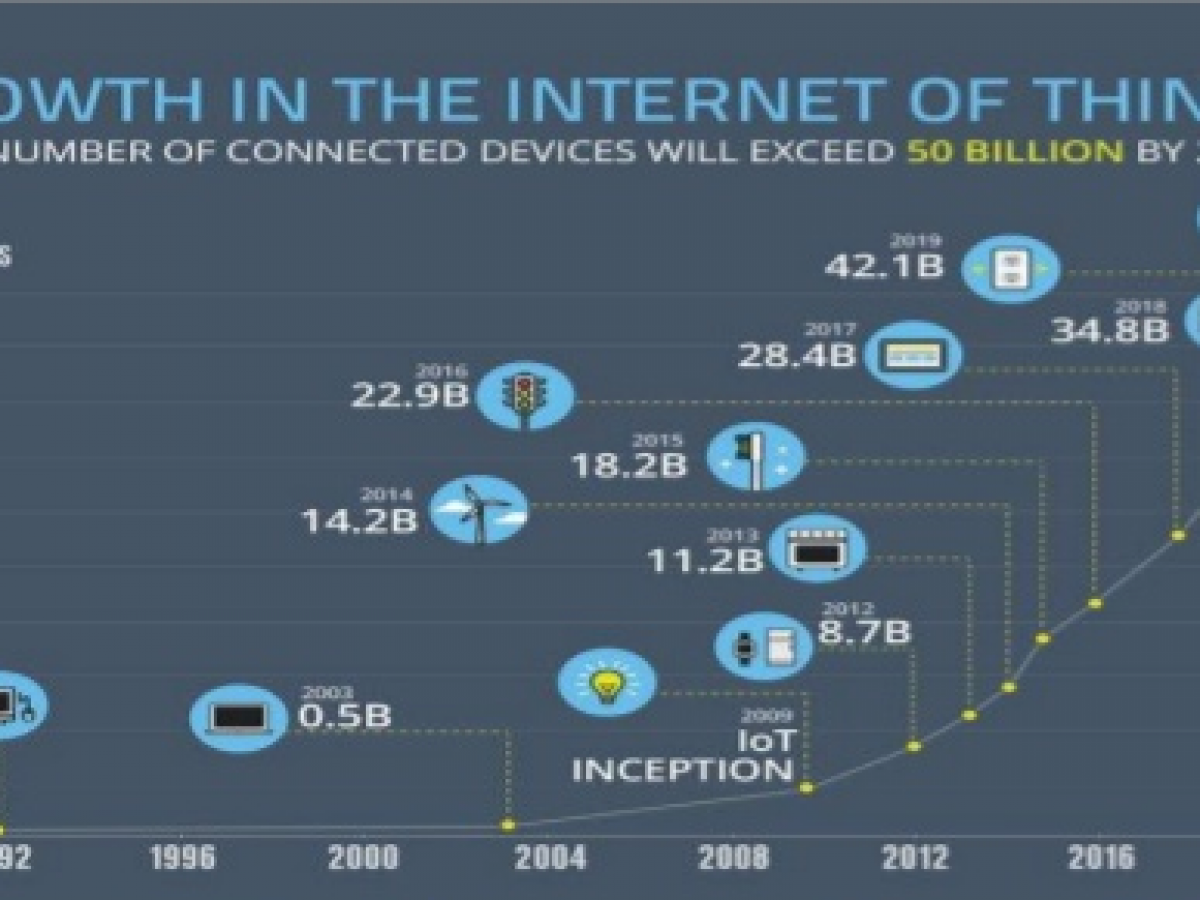 OWTH IN THE INTERNET OF THIN
NUMBER OF CONNECTED DEVICES WILL EXCEED 50 BILLION BY
S
2019
42.1B
2018
34.8B
2017
28.4B
2016
22.9B
2015
18.2B
2014
14.2B
2013
11.2B
2012
8.7B
2003
0.5B
2009
IoT
INCEPTION
92 1996 2000 2004 2008 2012 2016